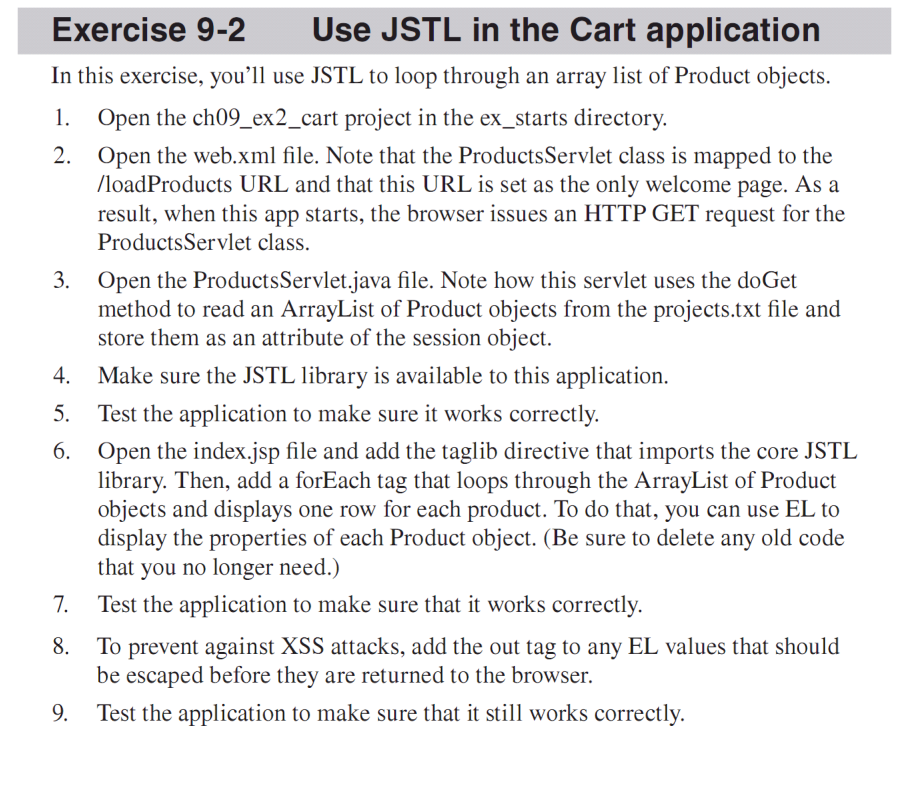 Exercise 9-2 Use JSTL in the Cart application
In this exercise, you’ll use JSTL to loop through an array list of Product objects.
1. Open the ch09_ex2_cart project in the ex_starts directory.
2. Open the web.xml file. Note that the ProductsServlet class is mapped to the
/loadProducts URL and that this URL is set as the only welcome page. As a
result, when this app starts, the browser issues an HTTP GET request for the
ProductsServlet class.
3. Open the ProductsServlet.java file. Note how this servlet uses the doGet
method to read an ArrayList of Product objects from the projects.txt file and
store them as an attribute of the session object.
4. Make sure the JSTL library is available to this application.
5. Test the application to make sure it works correctly.
6. Open the index.jsp file and add the taglib directive that imports the core JSTL
library. Then, add a forEach tag that loops through the ArrayList of Product
objects and displays one row for each product. To do that, you can use EL to
display the properties of each Product object. (Be sure to delete any old code
that you no longer need.)
7. Test the application to make sure that it works correctly.
8. To prevent against XSS attacks, add the out tag to any EL values that should
be escaped before they are returned to the browser.
9. Test the application to make sure that it still works correctly.